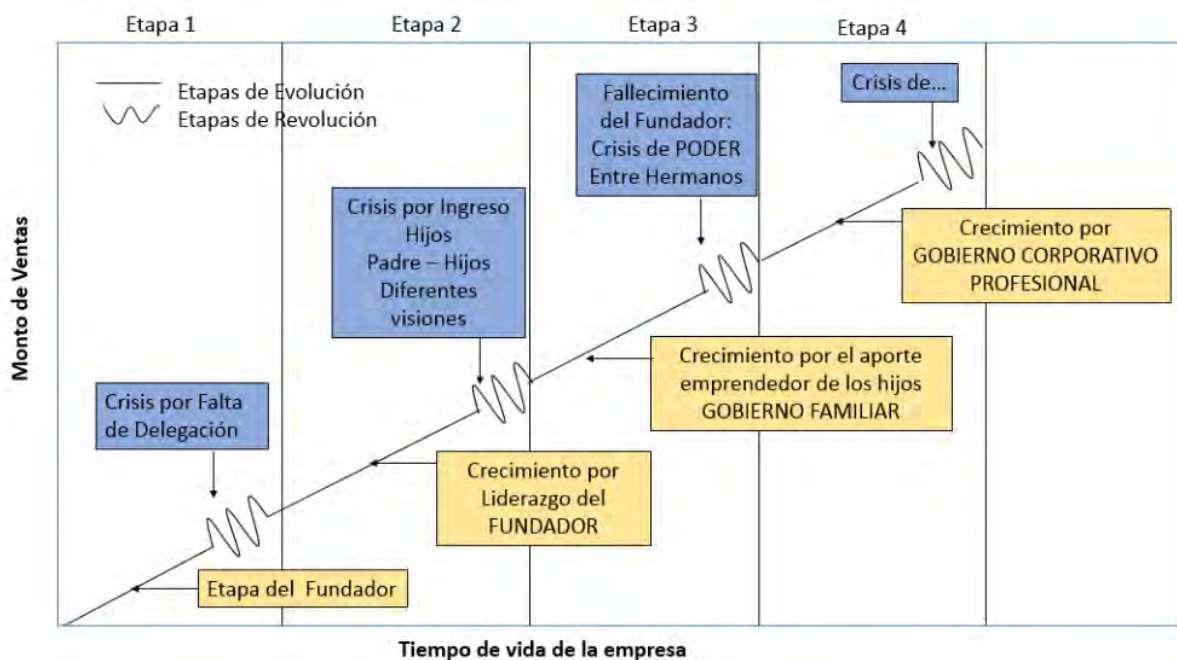 Etapa 1
Etapa 2
Etapa 3
Etapa 4
Etapas de Evolución
Etapas de Revolución
Fallecimiento
del Fundador:
Crisis de PODER
Entre Hermanos
Crisis de...
Crisis por Ingreso
Hijos
Padre – Hijos
Diferentes
visiones
Crecimiento por
GOBIERNO CORPORATIVO
PROFESIONAL
Monto de Ventas
Crisis por Falta
de Delegación
Crecimiento por el aporte
emprendedor de los hijos
GOBIERNO FAMILIAR
Crecimiento por
Liderazgo del
FUNDADOR
Etapa del Fundador
Tiempo de vida de la empresa